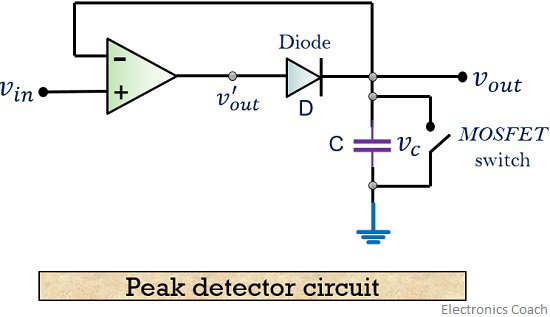 Diode
-
+
v_in
v'_out
D
v_out
C
v_c
MOSFET
switch
Peak detector circuit
Electronics Coach